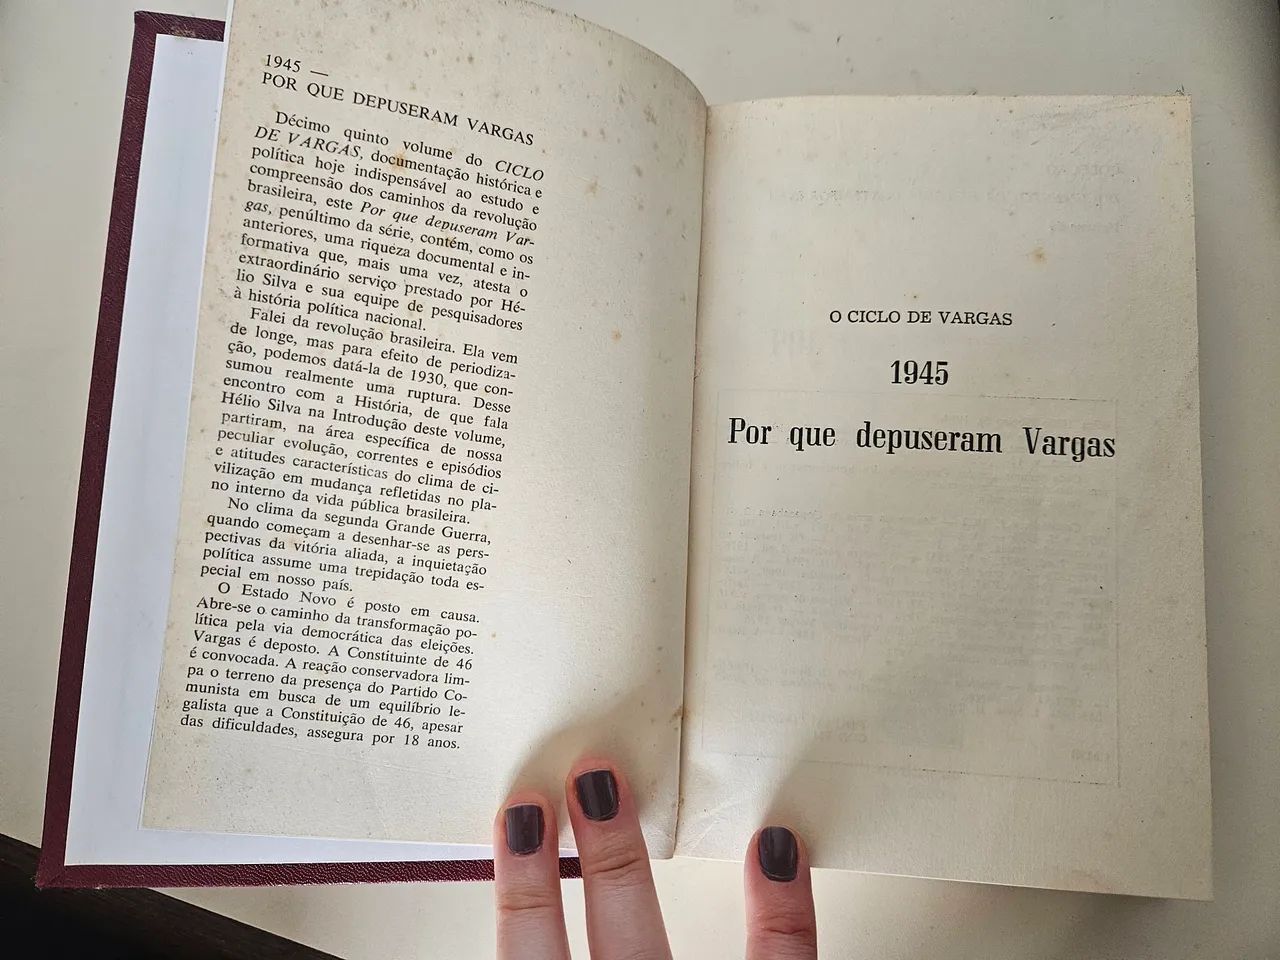 1945 —
POR QUE DEPUSERAM VARGAS
Décimo quinto volume do CICLO
DE VARGAS, documentação histórica e
política hoje indispensável ao estudo e
compreensão dos caminhos da revolução
brasileira, este Por que depuseram Var-
gas, penúltimo da série, contém, como os
anteriores, uma riqueza documental e in-
formativa que, mais uma vez, atesta o
extraordinário serviço prestado por Hé-
lio Silva e sua equipe de pesquisadores
à história política nacional.
Falei da revolução brasileira. Ela vem
de longe, mas para efeito de periodiza-
ção, podemos datá-la de 1930, que con-
sumou realmente uma ruptura. Desse
encontro com a História, de que fala
Hélio Silva na Introdução deste volume,
partiram, na área específica de nossa
peculiar evolução, correntes e episódios
e atitudes características do clima de ci-
vilização em mudança refletidas no pla-
no interno da vida pública brasileira.
No clima da segunda Grande Guerra,
quando começam a desenhar-se as pers-
pectivas da vitória aliada, a inquietação
política assume uma trepidação toda es-
pecial em nosso país.
O Estado Novo é posto em causa.
Abre-se o caminho da transformação po-
lítica pela via democrática das eleições.
Vargas é deposto. A Constituinte de 46
é convocada. A reação conservadora lim-
pa o terreno da presença do Partido Co-
munista em busca de um equilíbrio le-
galista que a Constituição de 46, apesar
das dificuldades, assegura por 18 anos.
O CICLO DE VARGAS
1945
Por que depuseram Vargas